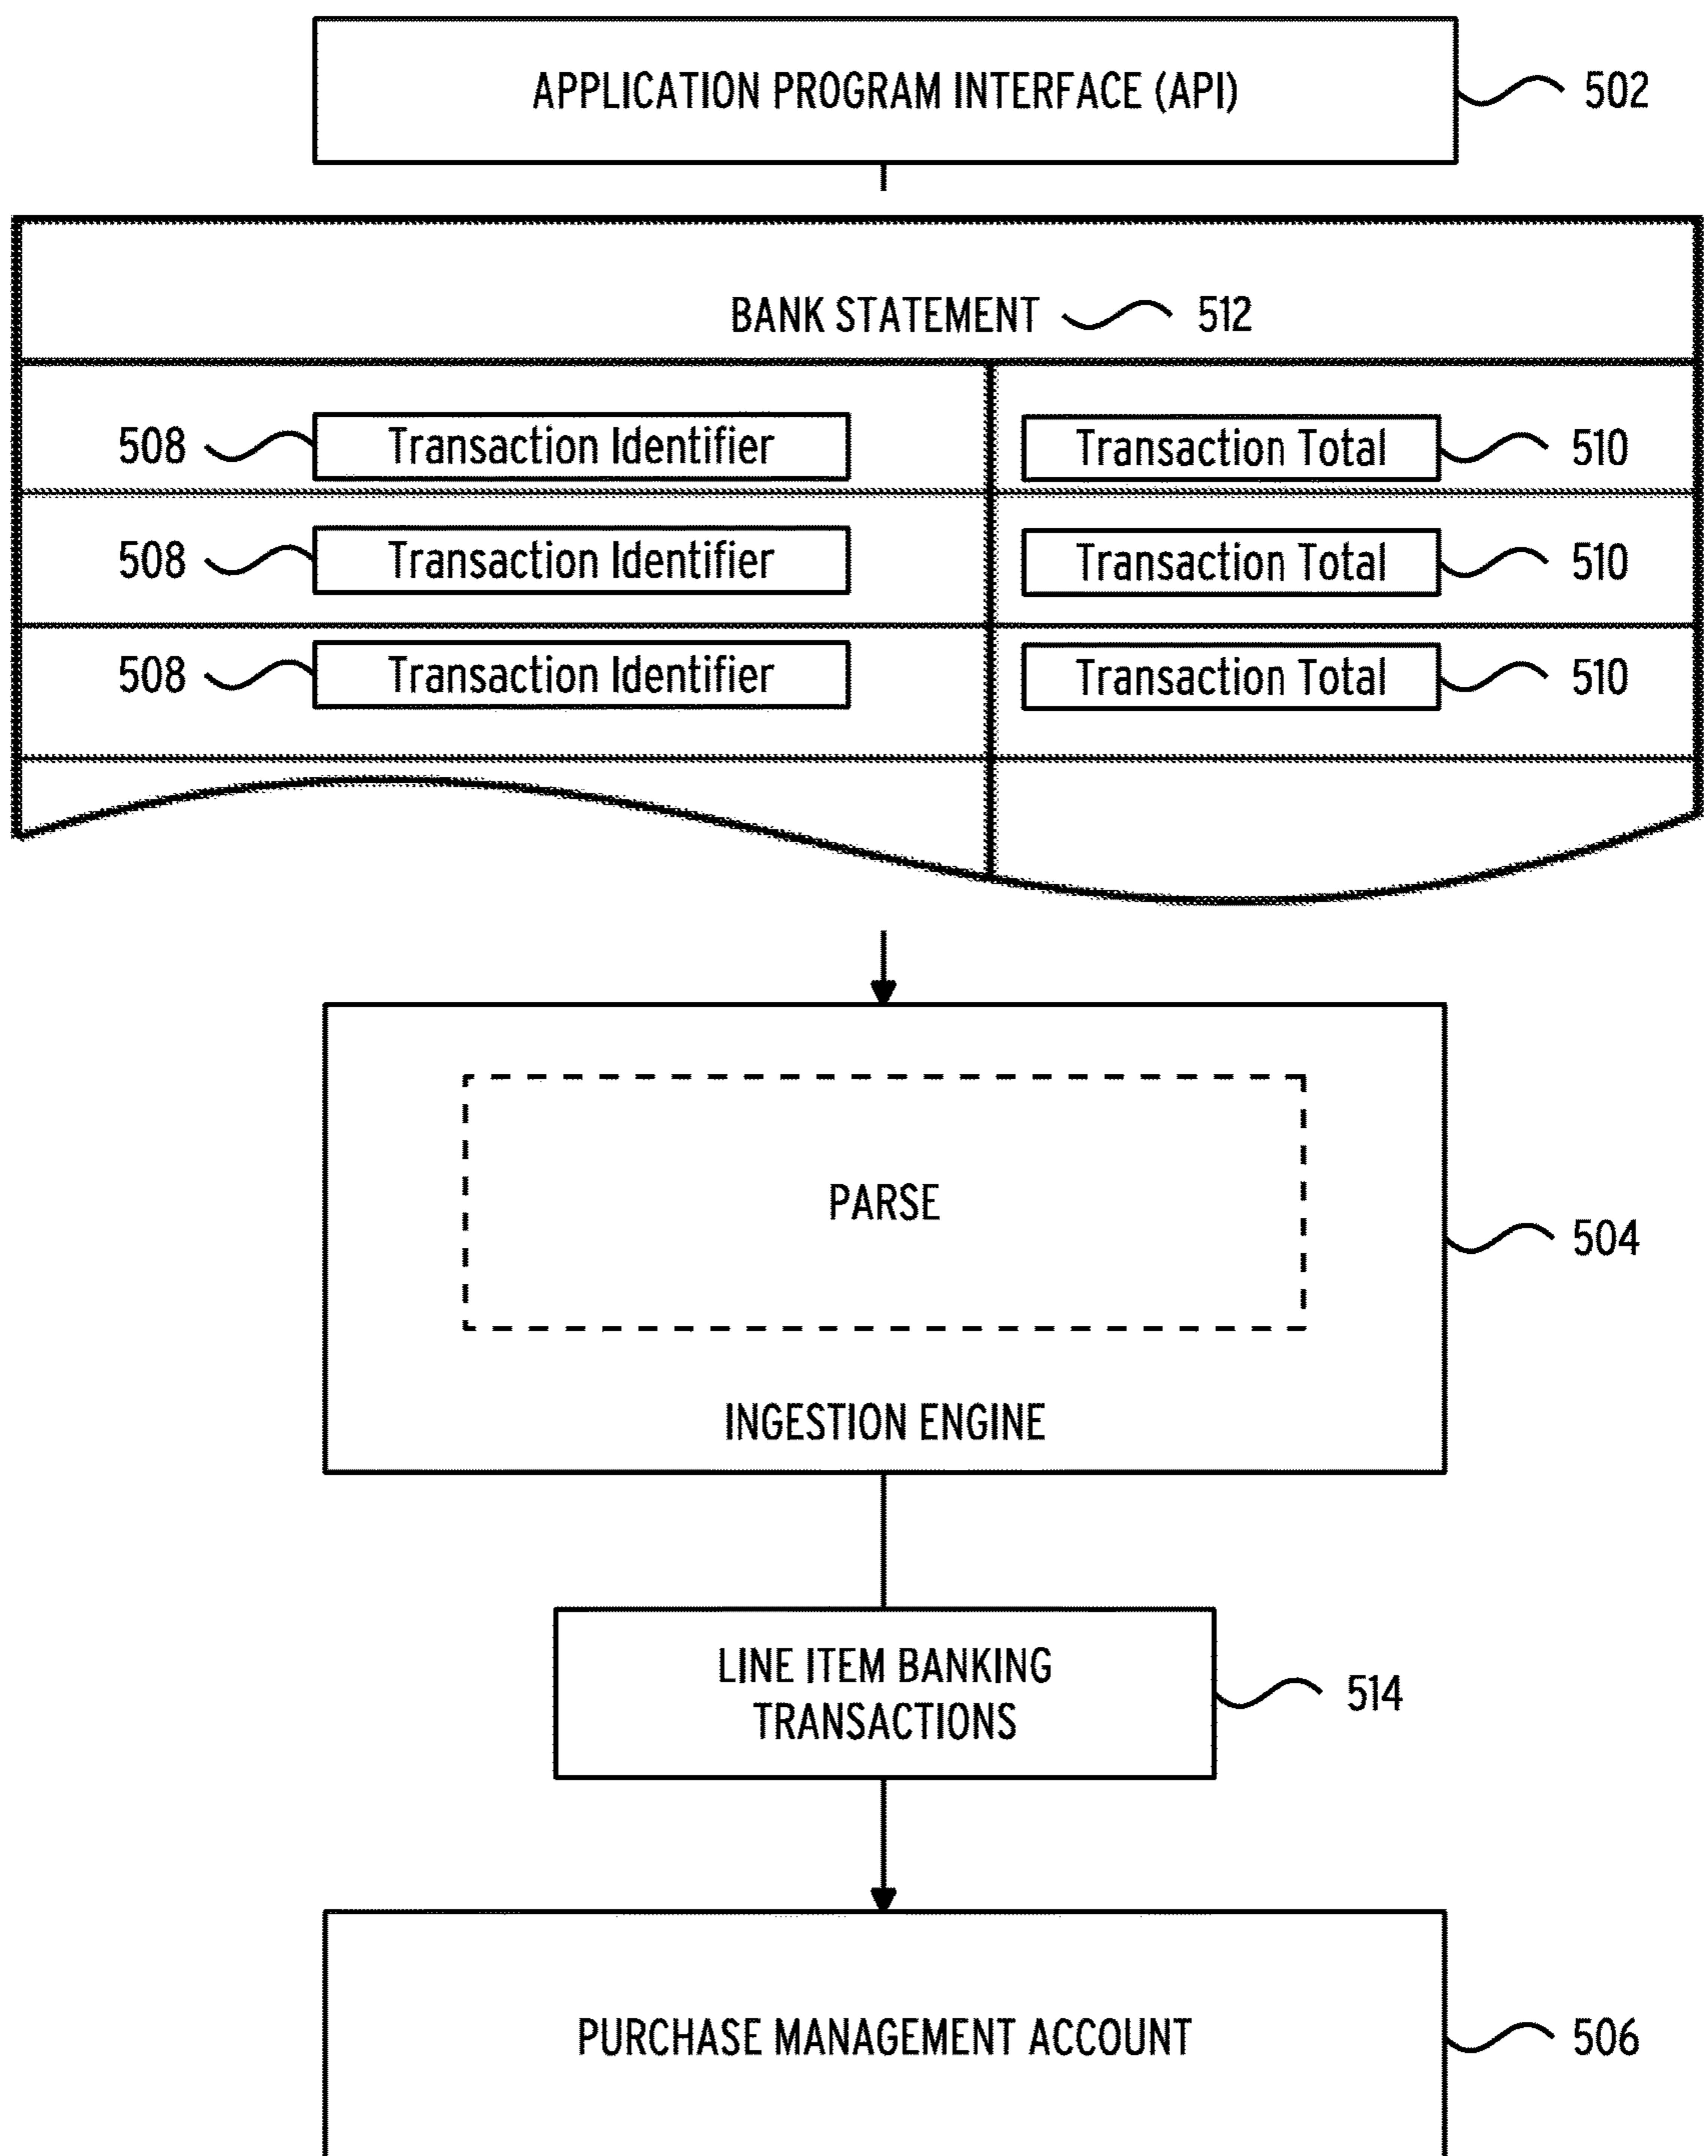 APPLICATION PROGRAM INTERFACE (API) 502
BANK STATEMENT 512
508 Transaction Identifier Transaction Total 510
508 Transaction Identifier Transaction Total 510
508 Transaction Identifier Transaction Total 510
PARSE
504
INGESTION ENGINE
LINE ITEM BANKING
TRANSACTIONS
514
PURCHASE MANAGEMENT ACCOUNT 506